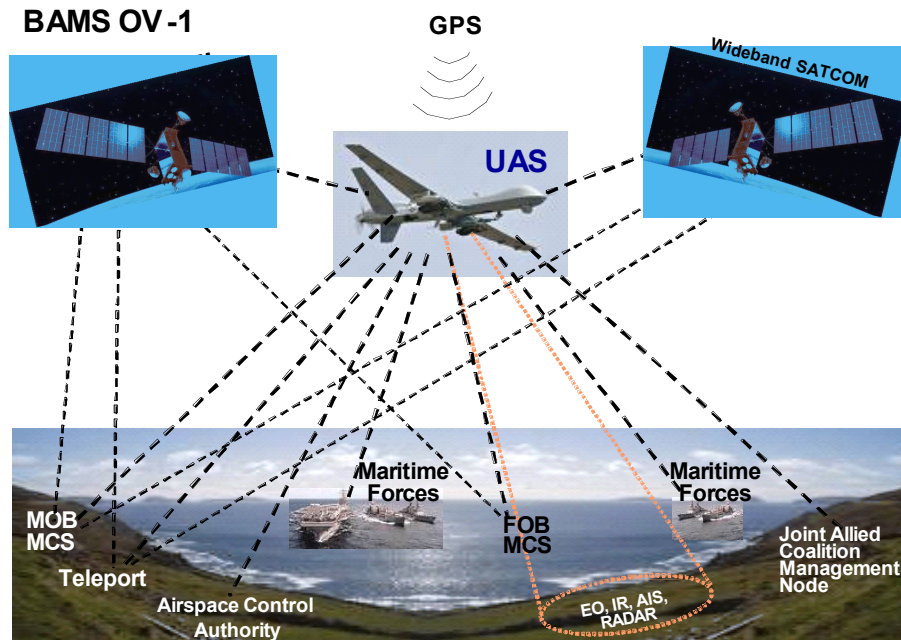 BAMS OV-1
GPS
Wideband SATCOM
UAS
Maritime
Forces
Maritime
Forces
MOB
MCS
FOB
MCS
Joint Allied
Coalition
Management
Node
Teleport
Airspace Control
Authority
EO, IR, AIS,
RADAR